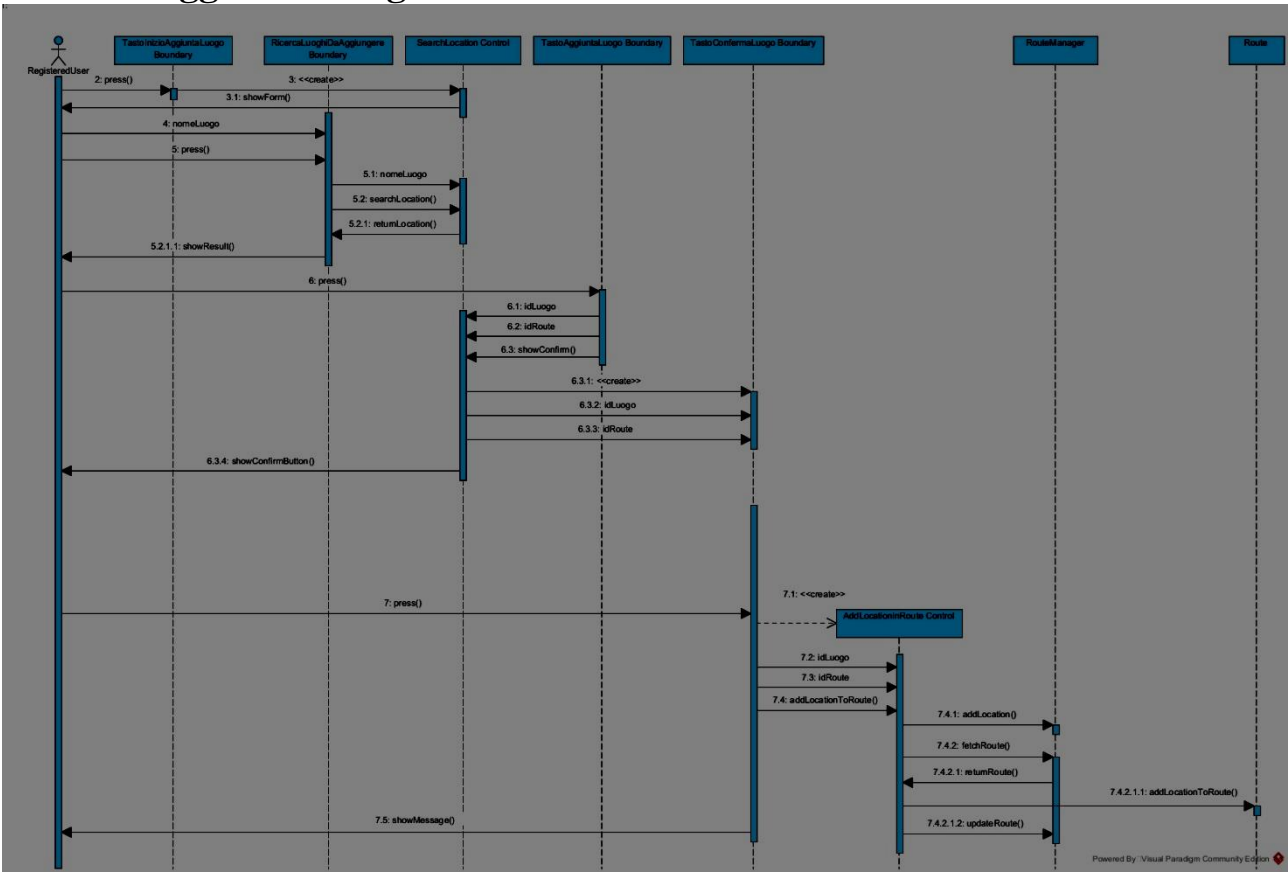 TastoInizioAggiuntaLuogo
Boundary
RicercaLuoghiDaAggiungere
Boundary
SearchLocation Control
TastoAggiuntaLuogo Boundary
TastoConfermaLuogo Boundary
RouteManager
Route
RegisteredUser
2: press()
3: <<create>>
3.1: showForm()
4: nomeLuogo
5: press()
5.1: nomeLuogo
5.2: searchLocation()
5.2.1: returnLocation()
5.2.1.1: showResult()
6: press()
6.1: idLuogo
6.2: idRoute
6.3: showConfirm()
6.3.1: <<create>>
6.3.2: idLuogo
6.3.3: idRoute
6.3.4: showConfirmButton()
7.1: <<create>>
7: press()
AddLocationInRoute Control
7.2: idLuogo
7.3: idRoute
7.4: addLocationToRoute()
7.4.1: addLocation()
7.4.2: fetchRoute()
7.4.2.1: returnRoute()
7.4.2.1.1: addLocationToRoute()
7.5: showMessage()
7.4.2.1.2: updateRoute()
Powered By Visual Paradigm Community Edition